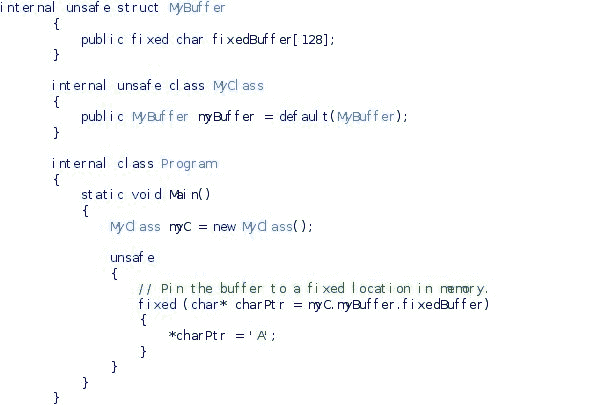 internal unsafe struct MyBuffer
{
public fixed char fixedBuffer[128];
}
internal unsafe class MyClass
{
public MyBuffer myBuffer = default(MyBuffer);
}
internal class Program
{
static void Main()
{
MyClass myC = new MyClass();
unsafe
{
// Pin the buffer to a fixed location in memory.
fixed (char* charPtr = myC.myBuffer.fixedBuffer)
{
*charPtr = 'A';
}
}
}
}